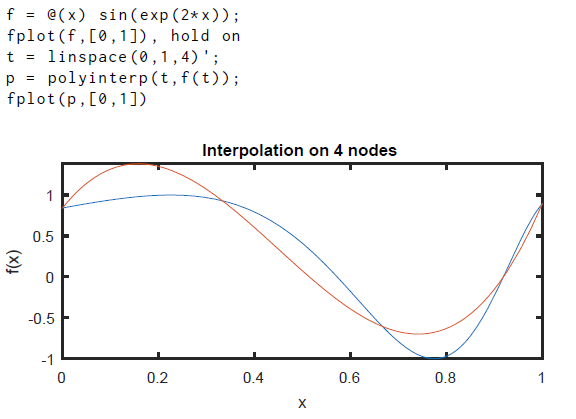 f = @(x) sin(exp(2*x));
fplot(f,[0,1]), hold on
t = linspace(0,1,4)';
p = polyinterp(t,f(t));
fplot(p,[0,1])
Interpolation on 4 nodes
1
0.5
0
-0.5
-1
f(x)
0 0.2 0.4 0.6 0.8 1
x